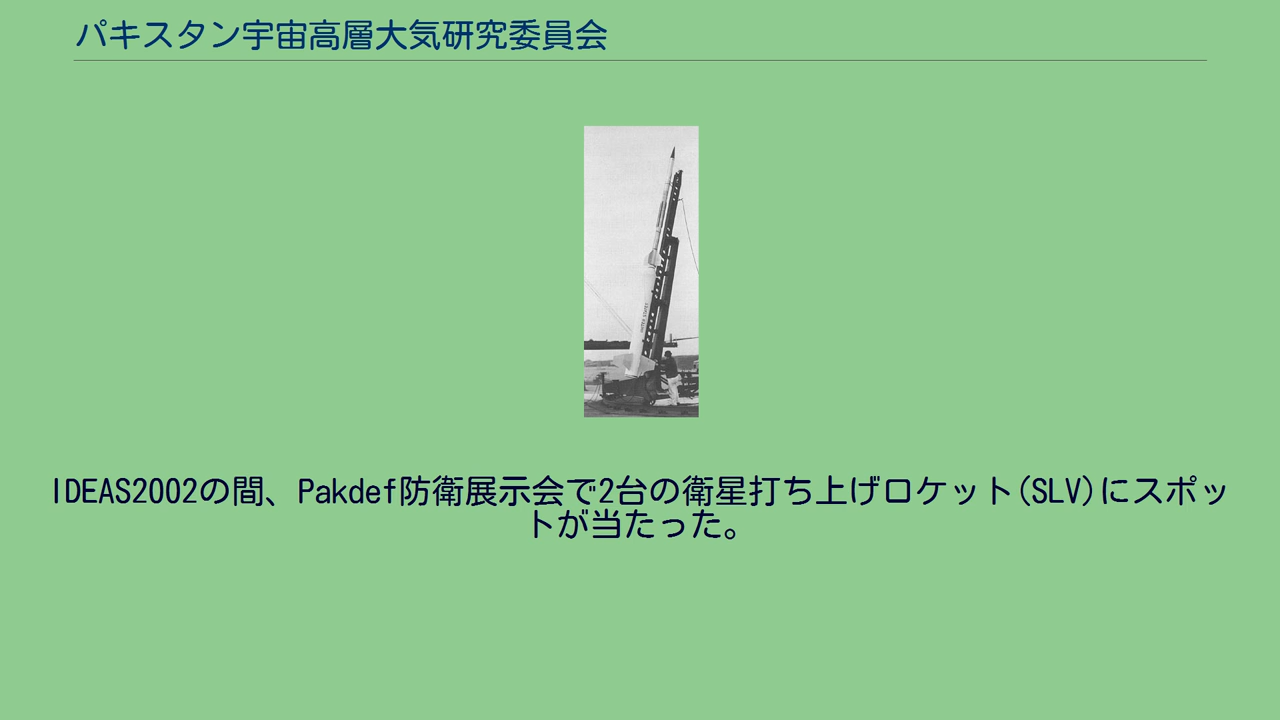 パキスタン宇宙高層大気研究委員会
IDEAS2002の間、Pakdef防衛展示会で2台の衛星打ち上げロケット(SLV)にスポッ
トが当たった。